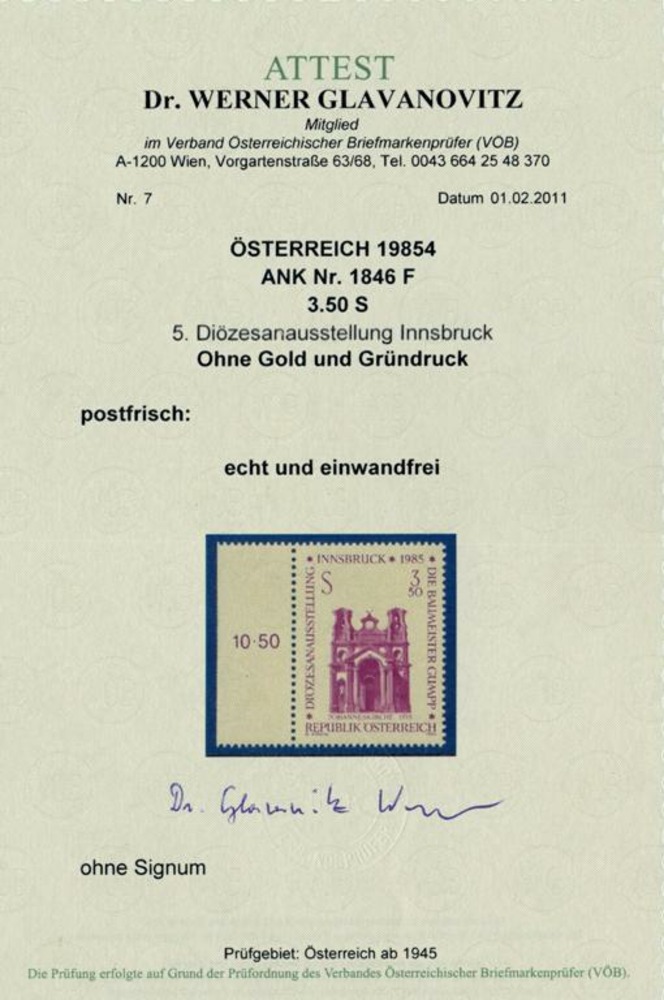 ATTEST
Dr. WERNER GLAVANOVITZ
Mitglied
im Verband Österreichischer Briefmarkenprüfer (VÖB)
A-1200 Wien, Vorgartenstraße 63/68, Tel. 0043 664 25 48 370
Nr. 7 Datum 01.02.2011
ÖSTERREICH 19854
ANK Nr. 1846 F
3.50 S
5. Diözesanausstellung Innsbruck
Ohne Gold und Gründruck
postfrisch:
echt und einwandfrei
* INNSBRUCK * 1985 *
S 3 50
* DIÖZESANAUSSTELLUNG
DIE BAUMEISTER GUMPP *
10·50
REPUBLIK ÖSTERREICH
Dr. Glavanovitz Werner
ohne Signum
Prüfgebiet: Österreich ab 1945
Die Prüfung erfolgte auf Grund der Prüfordnung des Verbandes Österreichischer Briefmarkenprüfer (VÖB).